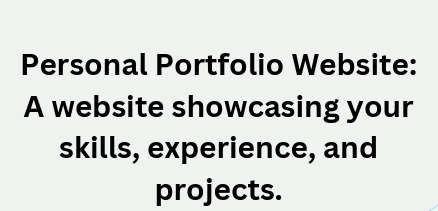 Personal Portfolio Website:
A website showcasing your
skills, experience, and
projects.